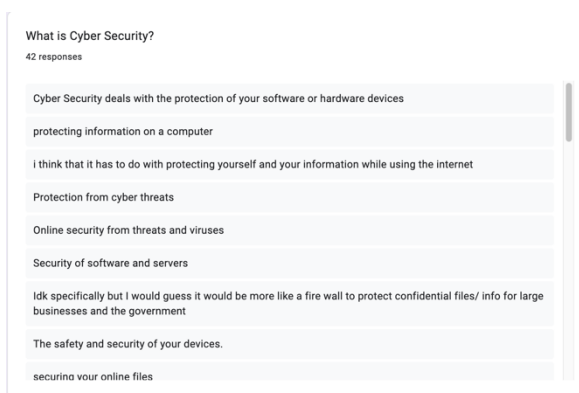 What is Cyber Security?
42 responses
Cyber Security deals with the protection of your software or hardware devices
protecting information on a computer
i think that it has to do with protecting yourself and your information while using the internet
Protection from cyber threats
Online security from threats and viruses
Security of software and servers
Idk specifically but I would guess it would be more like a fire wall to protect confidential files/ info for large
businesses and the government
The safety and security of your devices.
securing your online files